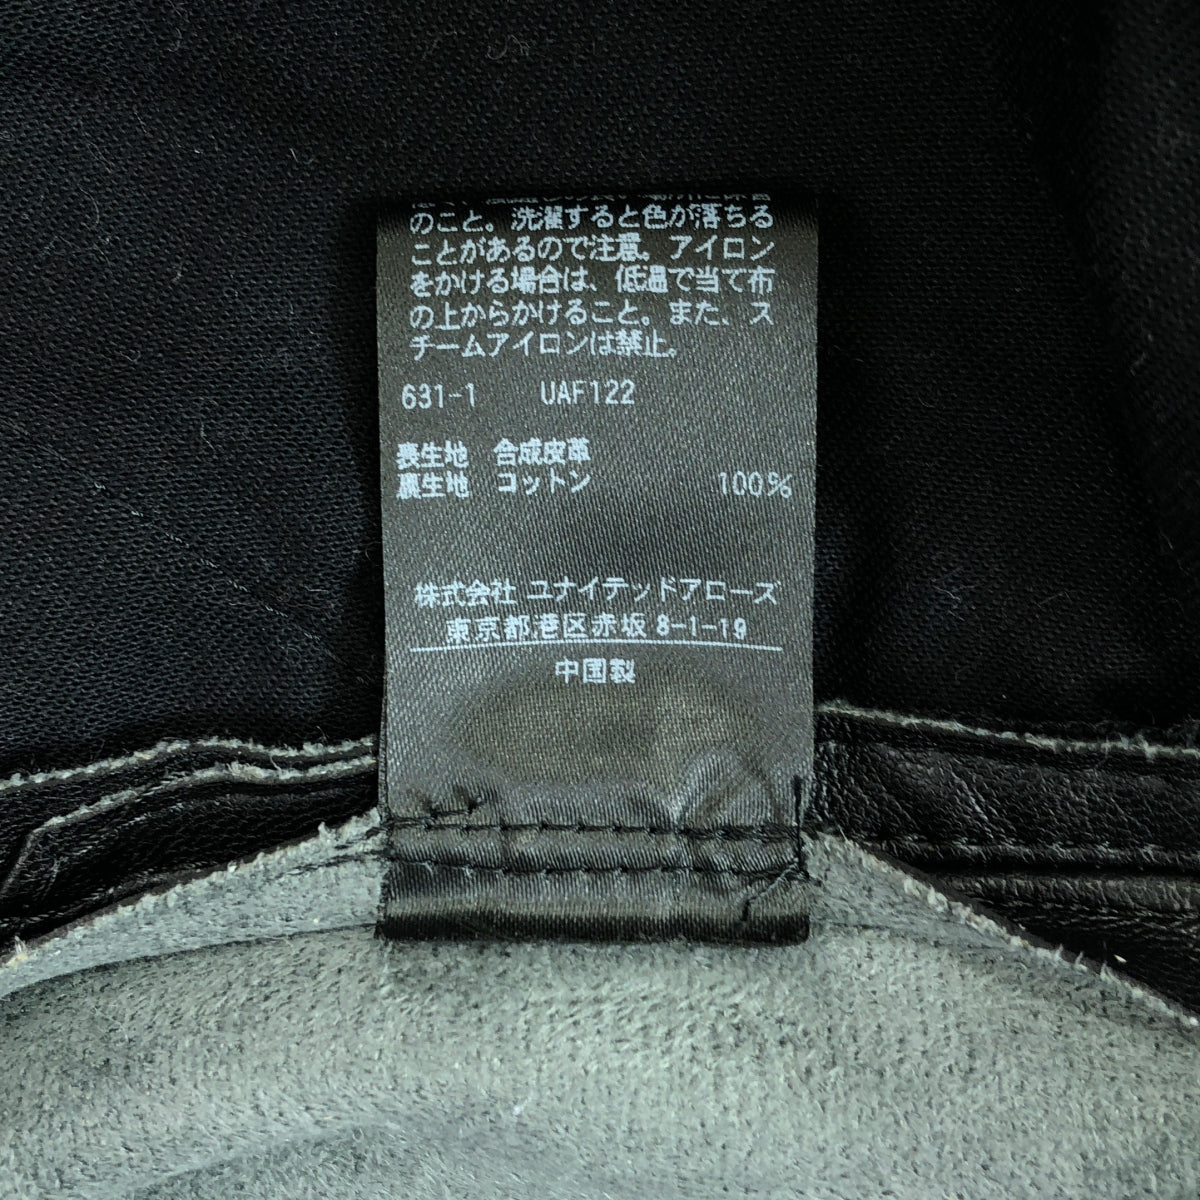 のこと。洗濯すると色が落ちる
ことがあるので注意。アイロン
をかける場合は、低温で当て布
の上からかけること。また、ス
チームアイロンは禁止。
631-1 UAF122
表生地 合成皮革
裏生地 コットン 100%
株式会社 ユナイテッドアローズ
東京都港区赤坂 8-1-19
中国製